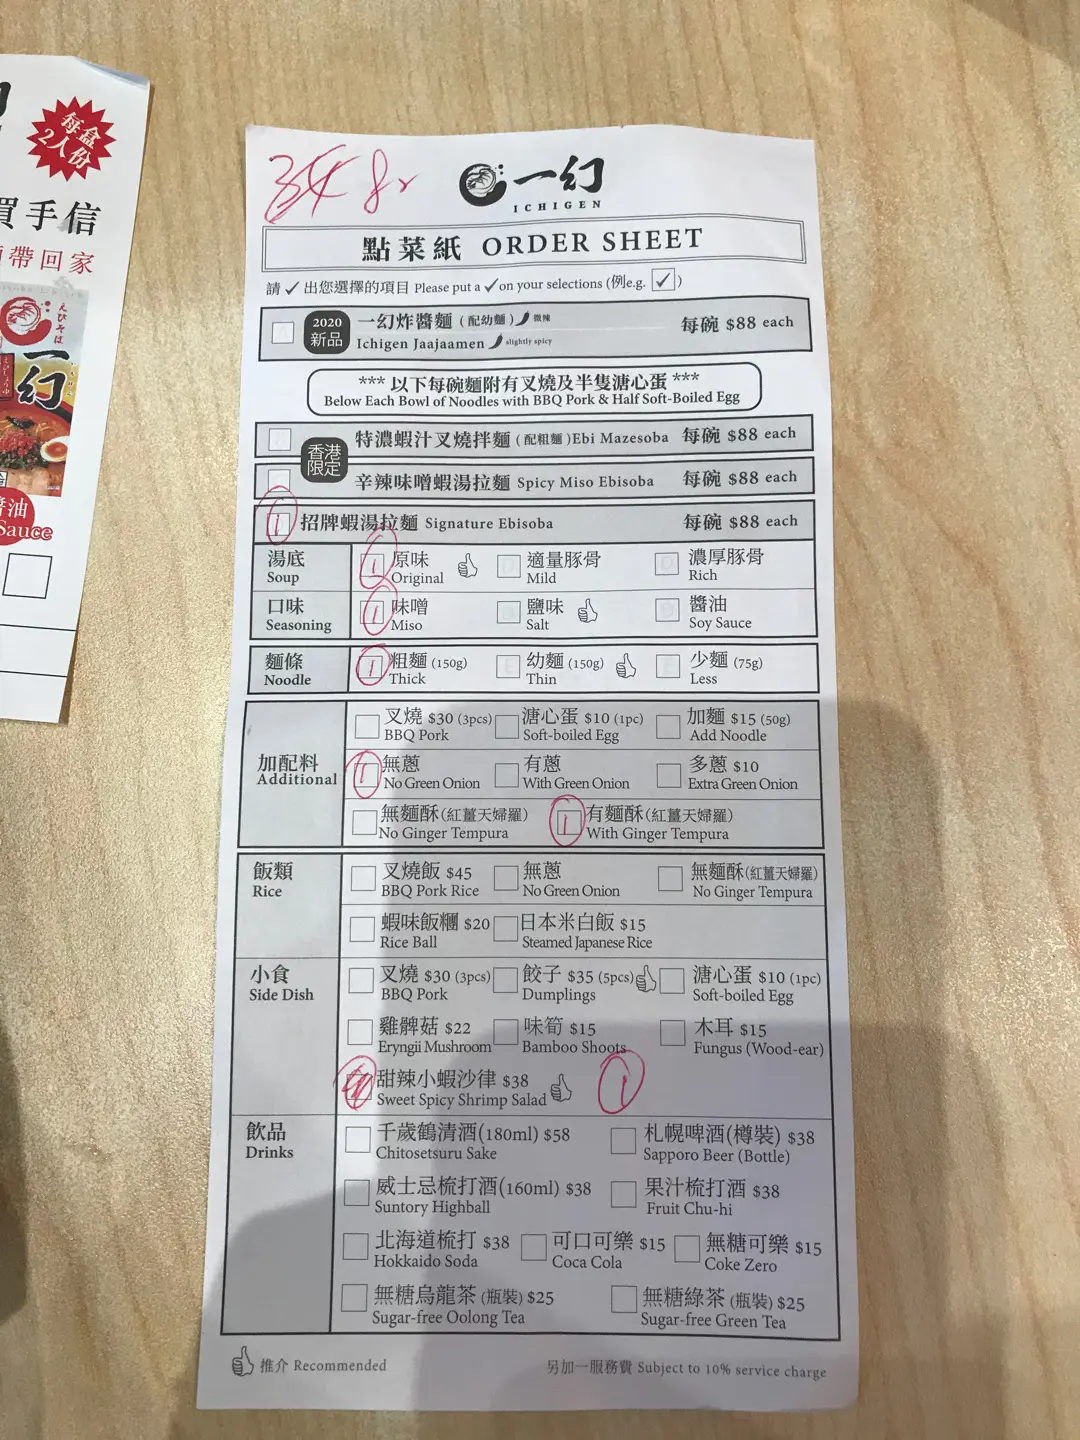 每盒
2人份
買手信
帶回家
えびそば
一幻
醬油
Sauce
一幻
ICHIGEN
點菜紙 ORDER SHEET
請 ✓ 出您選擇的項目 Please put a ✓ on your selections (例e.g. ✓)
2020 新品 一幻炸醬麵 (配幼麵) 微辣 每碗 $88 each
Ichigen Jaajaamen slightly spicy
*** 以下每碗麵附有叉燒及半隻溏心蛋 ***
Below Each Bowl of Noodles with BBQ Pork & Half Soft-Boiled Egg
香港限定
特濃蝦汁叉燒拌麵 (配粗麵) Ebi Mazesoba 每碗 $88 each
辛辣味噌蝦湯拉麵 Spicy Miso Ebisoba 每碗 $88 each
1 招牌蝦湯拉麵 Signature Ebisoba 每碗 $88 each
湯底 1 原味 適量豚骨 濃厚豚骨
Soup Original Mild Rich
口味 1 味噌 鹽味 醬油
Seasoning Miso Salt Soy Sauce
麵條 1 粗麵 (150g) 幼麵 (150g) 少麵 (75g)
Noodle Thick Thin Less
叉燒 $30 (3pcs) 溏心蛋 $10 (1pc) 加麵 $15 (50g)
BBQ Pork Soft-boiled Egg Add Noodle
加配料 1 無蔥 有蔥 多蔥 $10
Additional No Green Onion With Green Onion Extra Green Onion
無麵酥(紅薑天婦羅) 1 有麵酥(紅薑天婦羅)
No Ginger Tempura With Ginger Tempura
飯類 叉燒飯 $45 無蔥 無麵酥(紅薑天婦羅)
Rice BBQ Pork Rice No Green Onion No Ginger Tempura
蝦味飯糰 $20 日本米白飯 $15
Rice Ball Steamed Japanese Rice
小食 叉燒 $30 (3pcs) 餃子 $35 (5pcs) 溏心蛋 $10 (1pc)
Side Dish BBQ Pork Dumplings Soft-boiled Egg
雞髀菇 $22 味筍 $15 木耳 $15
Eryngii Mushroom Bamboo Shoots Fungus (Wood-ear)
甜辣小蝦沙律 $38 1
Sweet Spicy Shrimp Salad
飲品 千歲鶴清酒(180ml) $58 札幌啤酒(樽裝) $38
Drinks Chitosetsuru Sake Sapporo Beer (Bottle)
威士忌梳打酒(160ml) $38 果汁梳打酒 $38
Suntory Highball Fruit Chu-hi
北海道梳打 $38 可口可樂 $15 無糖可樂 $15
Hokkaido Soda Coca Cola Coke Zero
無糖烏龍茶 (瓶裝) $25 無糖綠茶 (瓶裝) $25
Sugar-free Oolong Tea Sugar-free Green Tea
推介 Recommended 另加一服務費 Subject to 10% service charge